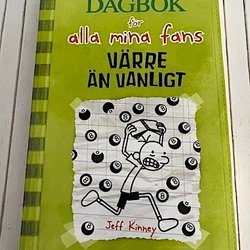 DAGBOK
för
alla mina fans
VÄRRE
ÄN VANLIGT
Jeff Kinney